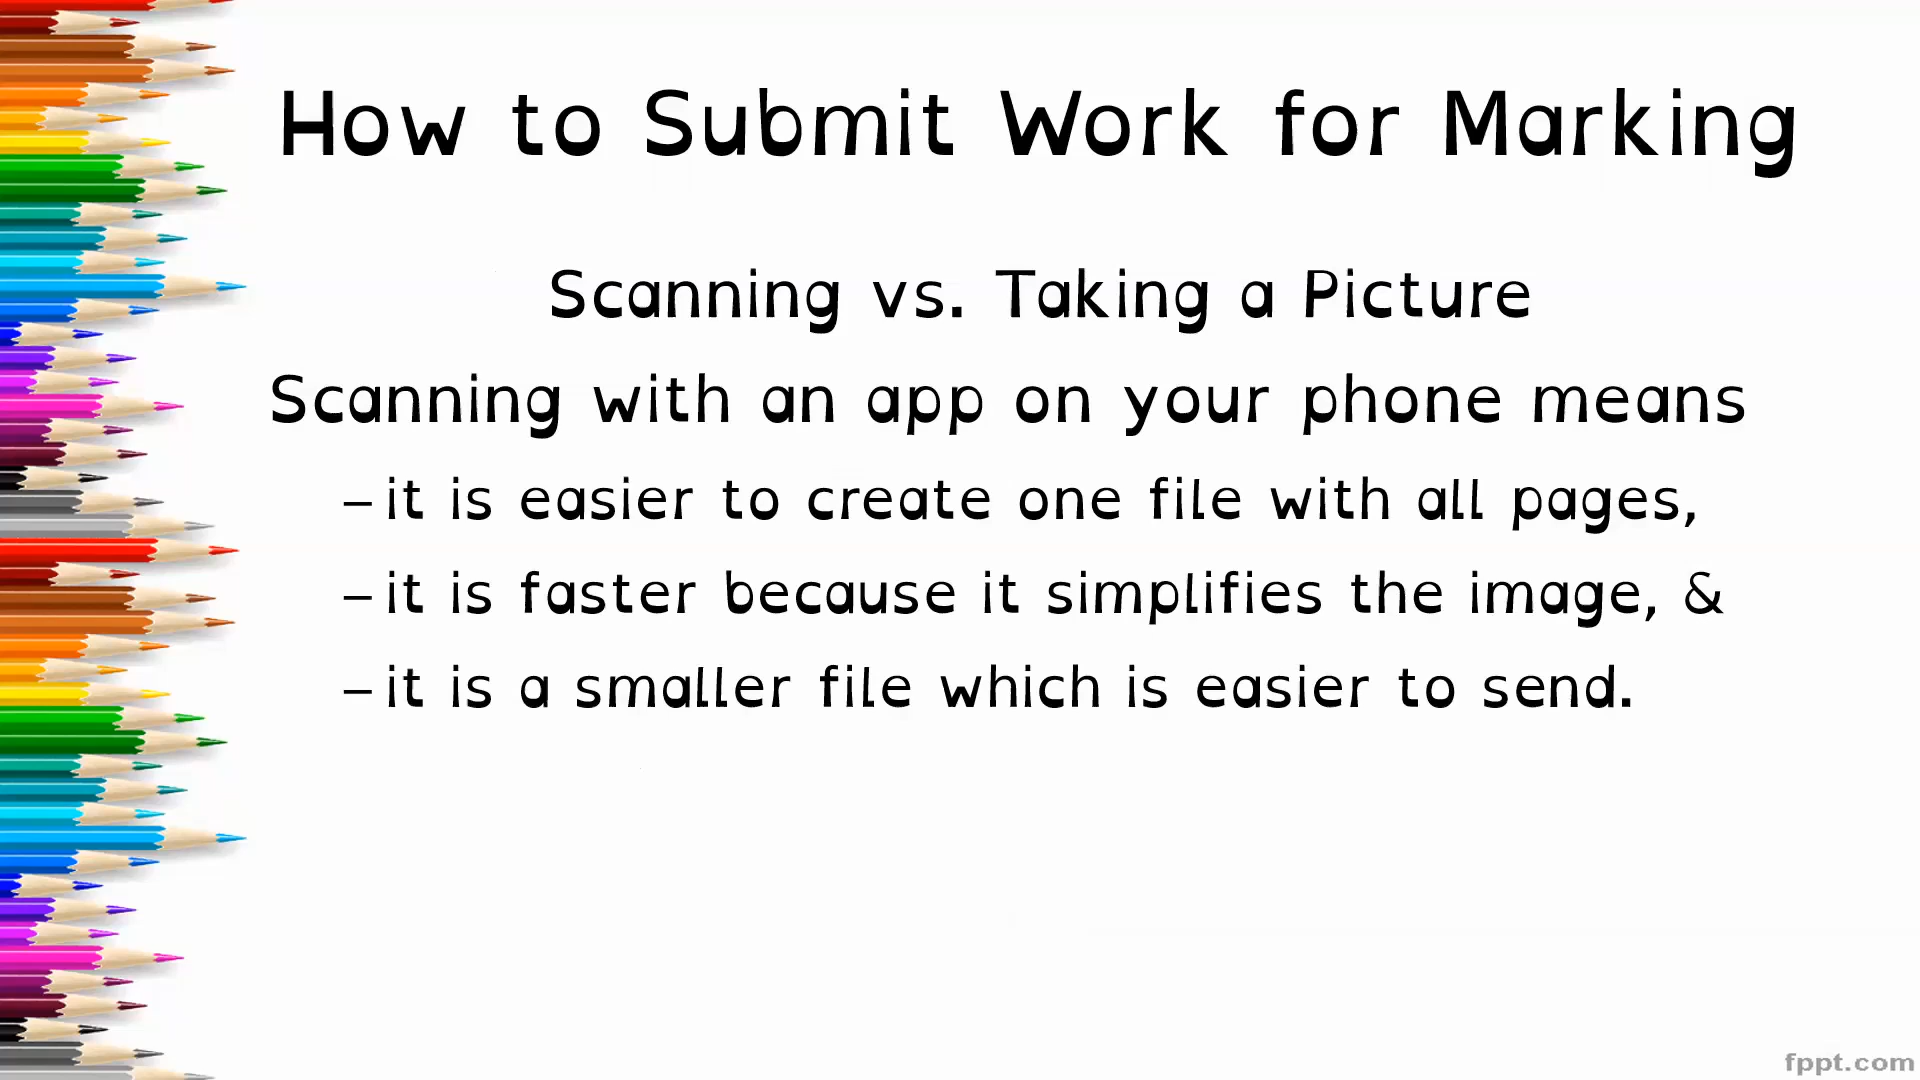 How to Submit Work for Marking
Scanning vs. Taking a Picture
Scanning with an app on your phone means
– it is easier to create one file with all pages,
– it is faster because it simplifies the image, &
– it is a smaller file which is easier to send.
fppt.com